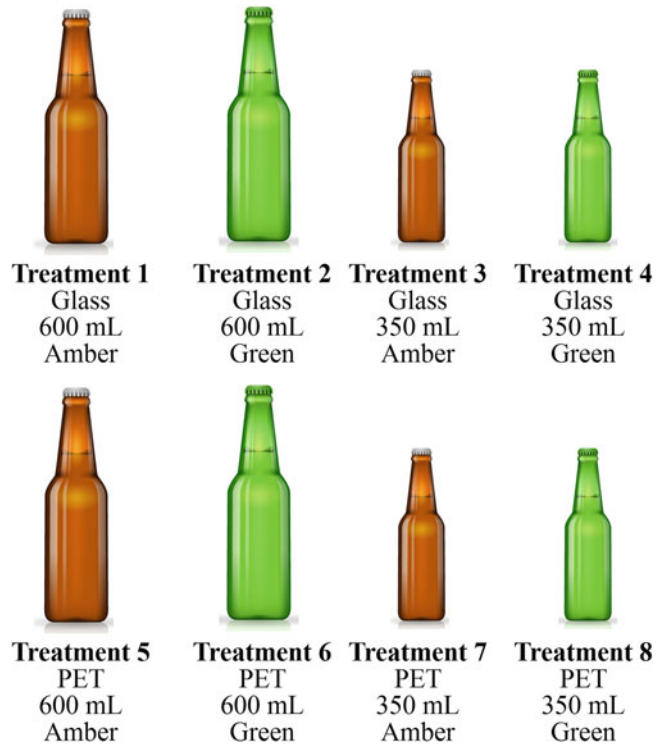 Treatment 1
Glass
600 mL
Amber
Treatment 2
Glass
600 mL
Green
Treatment 3
Glass
350 mL
Amber
Treatment 4
Glass
350 mL
Green
Treatment 5
PET
600 mL
Amber
Treatment 6
PET
600 mL
Green
Treatment 7
PET
350 mL
Amber
Treatment 8
PET
350 mL
Green